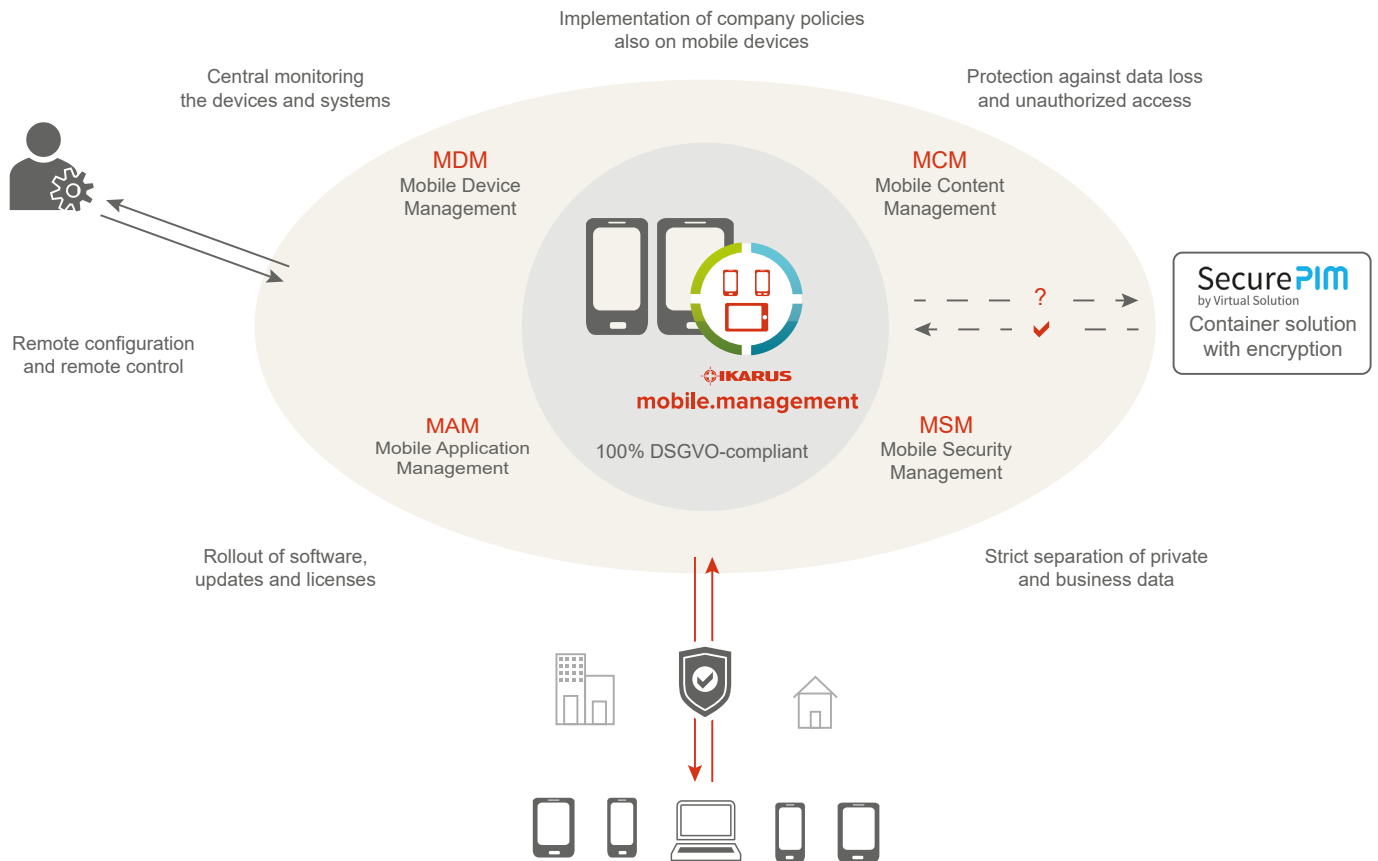 Implementation of company policies
also on mobile devices
Central monitoring
the devices and systems
Protection against data loss
and unauthorized access
MDM
Mobile Device
Management
MCM
Mobile Content
Management
SecurePIM
by Virtual Solution
Container solution
with encryption
?
Remote configuration
and remote control
IKARUS
mobile.management
100% DSGVO-compliant
MAM
Mobile Application
Management
MSM
Mobile Security
Management
Rollout of software,
updates and licenses
Strict separation of private
and business data